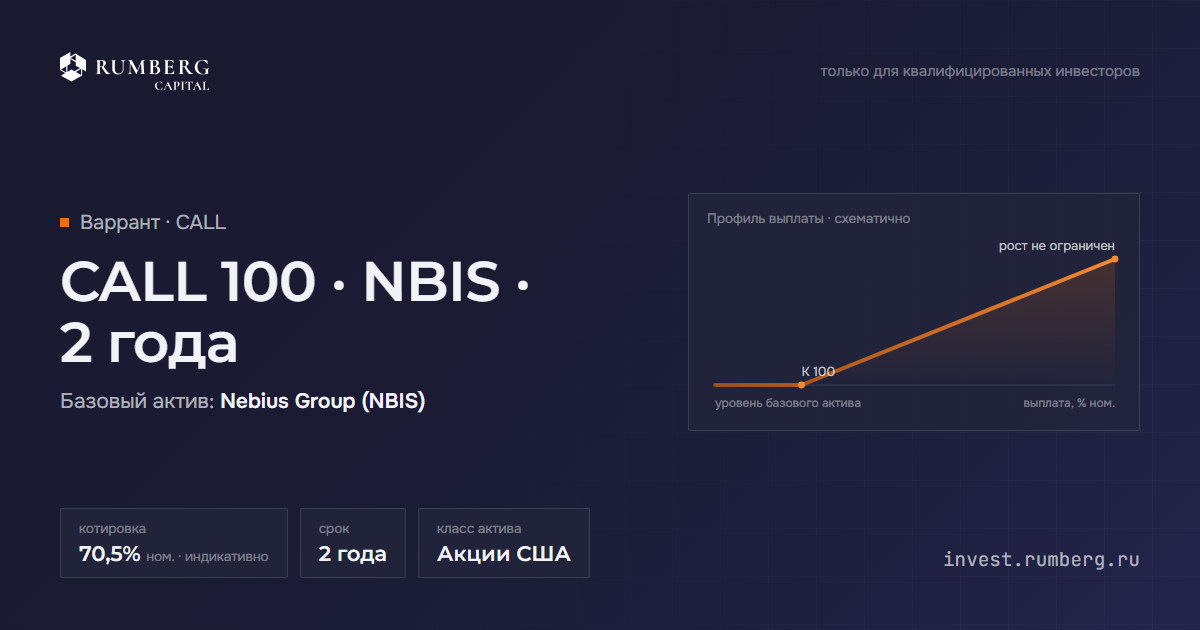 RUMBERG
CAPITAL
только для квалифицированных инвесторов
Варрант · CALL
CALL 100 · NBIS ·
2 года
Базовый актив: Nebius Group (NBIS)
Профиль выплаты · схематично
рост не ограничен
К 100
уровень базового актива
выплата, % ном.
котировка
70,5% ном. · индикативно
срок
2 года
класс актива
Акции США
invest.rumberg.ru